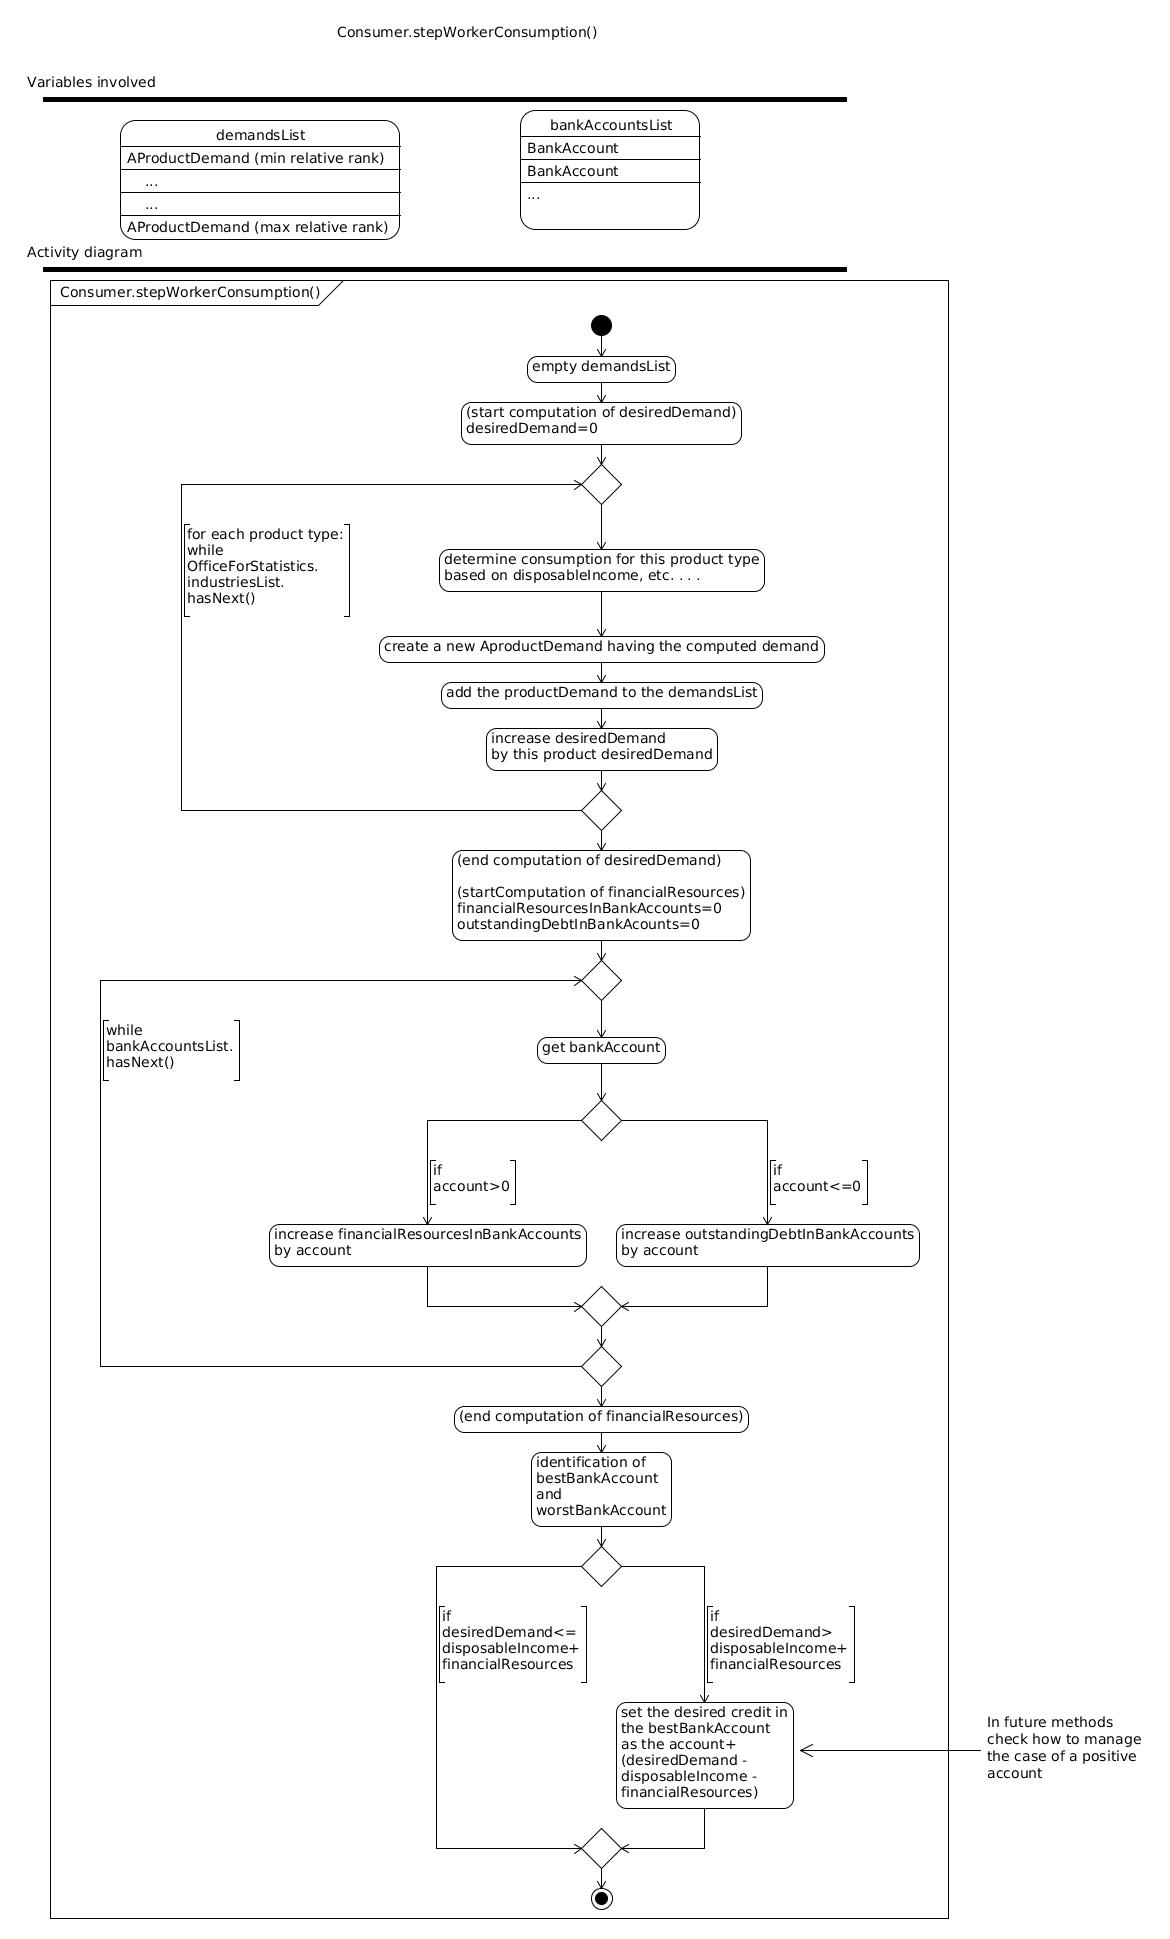 Consumer.stepWorkerConsumption()
Variables involved
demandsList
AProductDemand (min relative rank)
...
...
AProductDemand (max relative rank)
bankAccountsList
BankAccount
BankAccount
...
Activity diagram
Consumer.stepWorkerConsumption()
empty demandsList
(start computation of desiredDemand)
desiredDemand=0
for each product type:
while
OfficeForStatistics.
industriesList.
hasNext()
determine consumption for this product type
based on disposableIncome, etc. . . .
create a new AproductDemand having the computed demand
add the productDemand to the demandsList
increase desiredDemand
by this product desiredDemand
(end computation of desiredDemand)
(startComputation of financialResources)
financialResourcesInBankAccounts=0
outstandingDebtInBankAcounts=0
while
bankAccountsList.
hasNext()
get bankAccount
if
account>0
if
account<=0
increase financialResourcesInBankAccounts
by account
increase outstandingDebtInBankAccounts
by account
(end computation of financialResources)
identification of
bestBankAccount
and
worstBankAccount
if
desiredDemand<=
disposableIncome+
financialResources
if
desiredDemand>
disposableIncome+
financialResources
set the desired credit in
the bestBankAccount
as the account+
(desiredDemand -
disposableIncome -
financialResources)
In future methods
check how to manage
the case of a positive
account